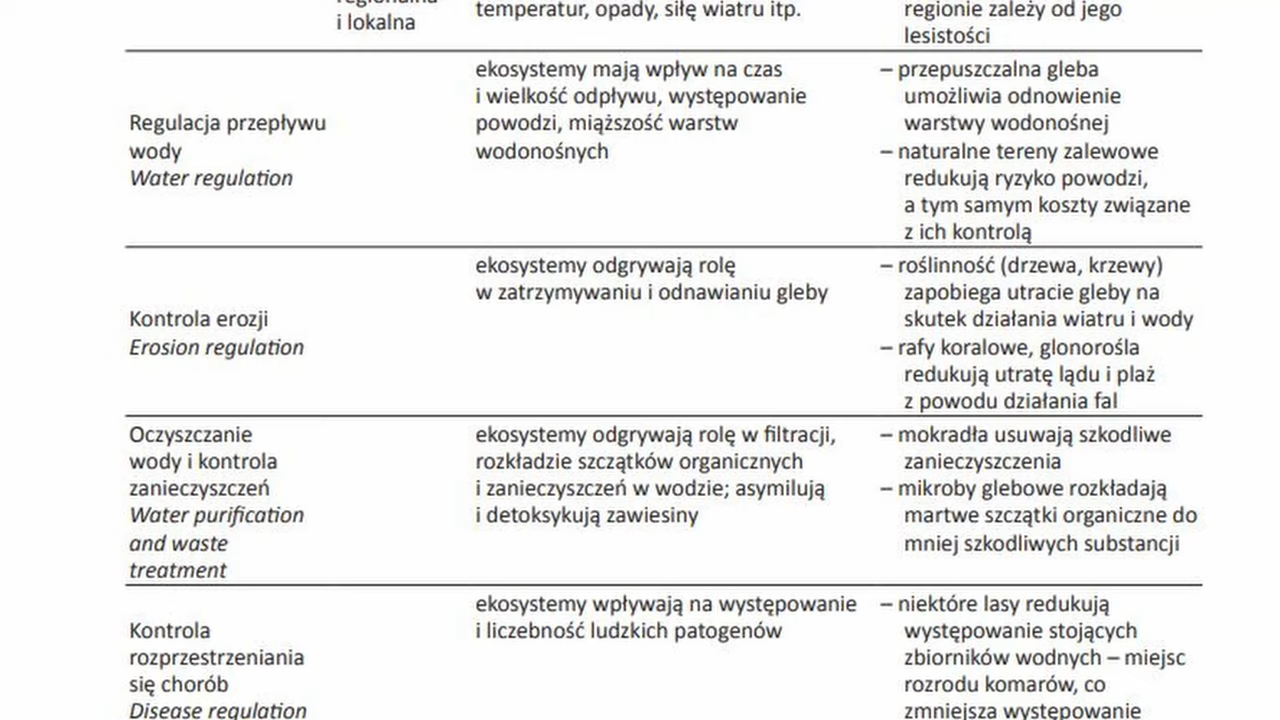 i lokalna
temperatur, opady, siłę wiatru itp.
regionie zależy od jego
lesistości
Regulacja przepływu
wody
Water regulation
ekosystemy mają wpływ na czas
i wielkość odpływu, występowanie
powodzi, miąższość warstw
wodonośnych
– przepuszczalna gleba
umożliwia odnowienie
warstwy wodonośnej
– naturalne tereny zalewowe
redukują ryzyko powodzi,
a tym samym koszty związane
z ich kontrolą
Kontrola erozji
Erosion regulation
ekosystemy odgrywają rolę
w zatrzymywaniu i odnawianiu gleby
– roślinność (drzewa, krzewy)
zapobiega utracie gleby na
skutek działania wiatru i wody
– rafy koralowe, glonorośla
redukują utratę lądu i plaż
z powodu działania fal
Oczyszczanie
wody i kontrola
zanieczyszczeń
Water purification
and waste
treatment
ekosystemy odgrywają rolę w filtracji,
rozkładzie szczątków organicznych
i zanieczyszczeń w wodzie; asymilują
i detoksykują zawiesiny
– mokradła usuwają szkodliwe
zanieczyszczenia
– mikroby glebowe rozkładają
martwe szczątki organiczne do
mniej szkodliwych substancji
Kontrola
rozprzestrzeniania
się chorób
Disease regulation
ekosystemy wpływają na występowanie
i liczebność ludzkich patogenów
– niektóre lasy redukują
występowanie stojących
zbiorników wodnych – miejsc
rozrodu komarów, co
zmniejsza występowanie